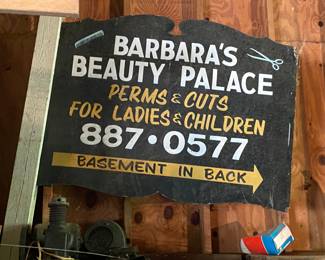 BARBARA'S
BEAUTY PALACE
PERMS & CUTS
FOR LADIES & CHILDREN
887•0577
BASEMENT IN BACK